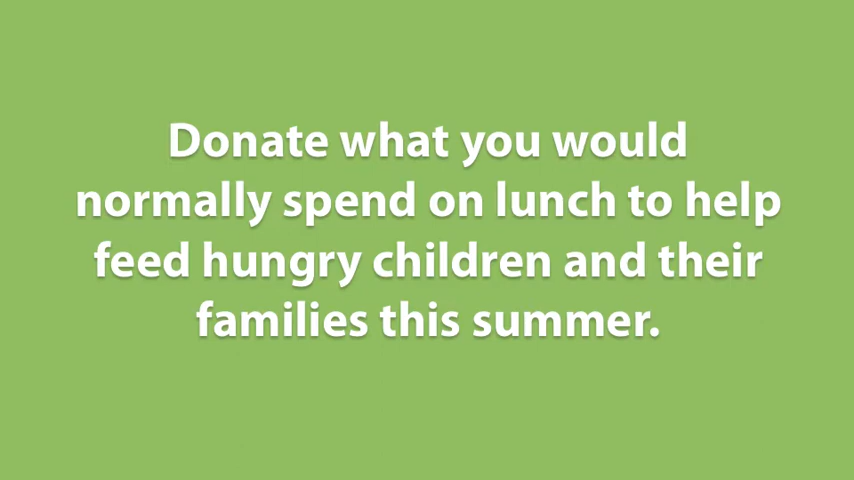 Donate what you would
normally spend on lunch to help
feed hungry children and their
families this summer.